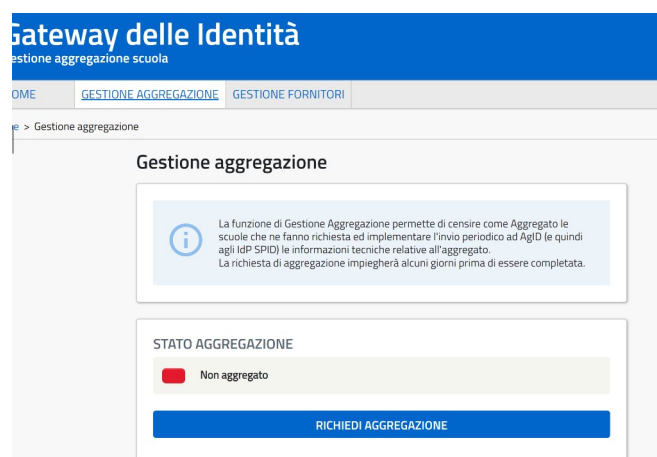 Gateway delle Identità
estione aggregazione scuola
OME GESTIONE AGGREGAZIONE GESTIONE FORNITORI
e > Gestione aggregazione
Gestione aggregazione
La funzione di Gestione Aggregazione permette di censire come Aggregato le
scuole che ne fanno richiesta ed implementare l'invio periodico ad AgID (e quindi
agli IdP SPID) le informazioni tecniche relative all'aggregato.
La richiesta di aggregazione impiegherà alcuni giorni prima di essere completata.
STATO AGGREGAZIONE
Non aggregato
RICHIEDI AGGREGAZIONE